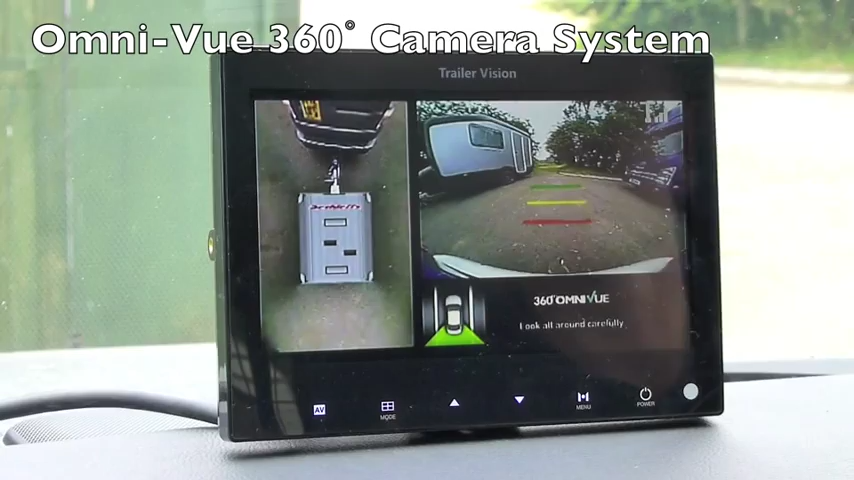 Omni-Vue 360° Camera System
Trailer Vision
360°OMNIVUE
Look all around carefully
AV
MODE
MENU
POWER